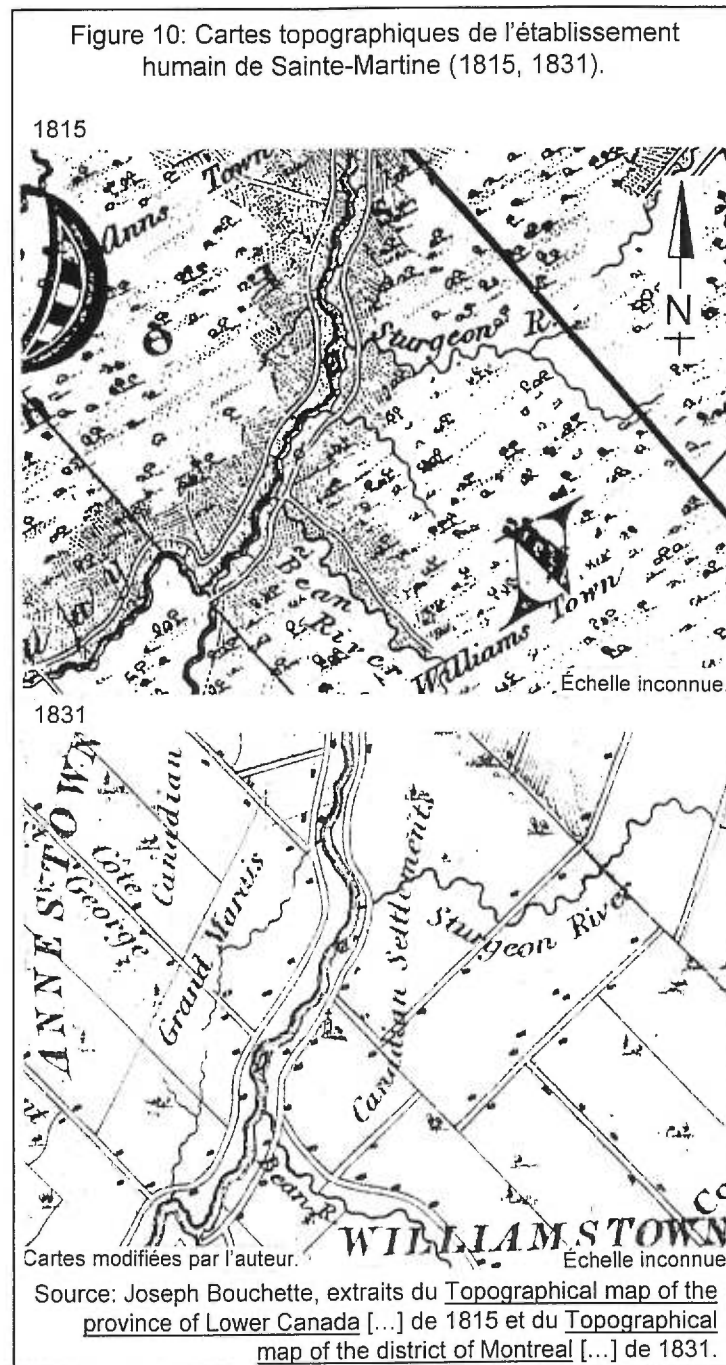 Figure 10: Cartes topographiques de l'établissement
humain de Sainte-Martine (1815, 1831).
1815
Anns Town
N
Sturgeon R.
Bean
River
Williams Town
Échelle inconnue
1831
ANNESTOWN
Côte
George
Canadian
Grand Marais
Canadian Settlements
Sturgeon River
Bean R.
WILLIAMSTOWN
Co
Cartes modifiées par l'auteur.
Échelle inconnue
Source: Joseph Bouchette, extraits du Topographical map of the
province of Lower Canada [...] de 1815 et du Topographical
map of the district of Montreal [...] de 1831.